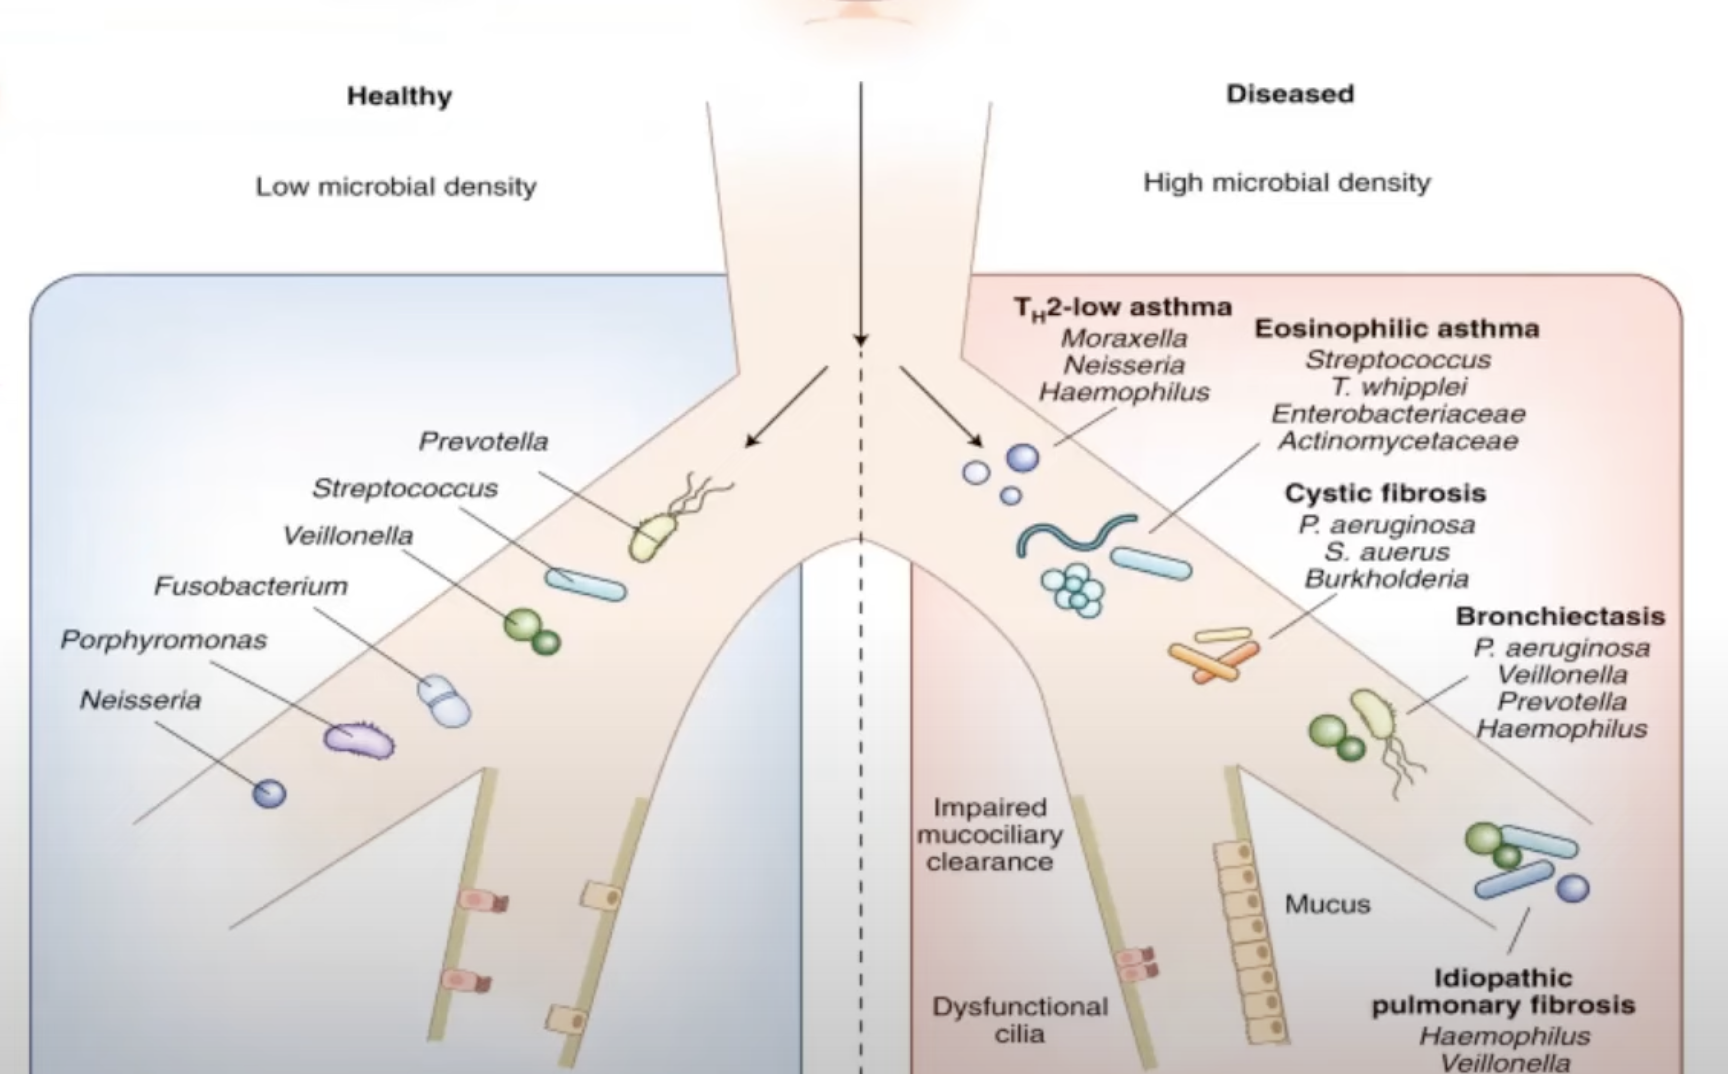 Healthy
Low microbial density
Prevotella
Streptococcus
Veillonella
Fusobacterium
Porphyromonas
Neisseria
Diseased
High microbial density
TH2-low asthma
Moraxella
Neisseria
Haemophilus
Eosinophilic asthma
Streptococcus
T. whipplei
Enterobacteriaceae
Actinomycetaceae
Cystic fibrosis
P. aeruginosa
S. auerus
Burkholderia
Bronchiectasis
P. aeruginosa
Veillonella
Prevotella
Haemophilus
Impaired
mucociliary
clearance
Mucus
Dysfunctional
cilia
Idiopathic
pulmonary fibrosis
Haemophilus
Veillonella